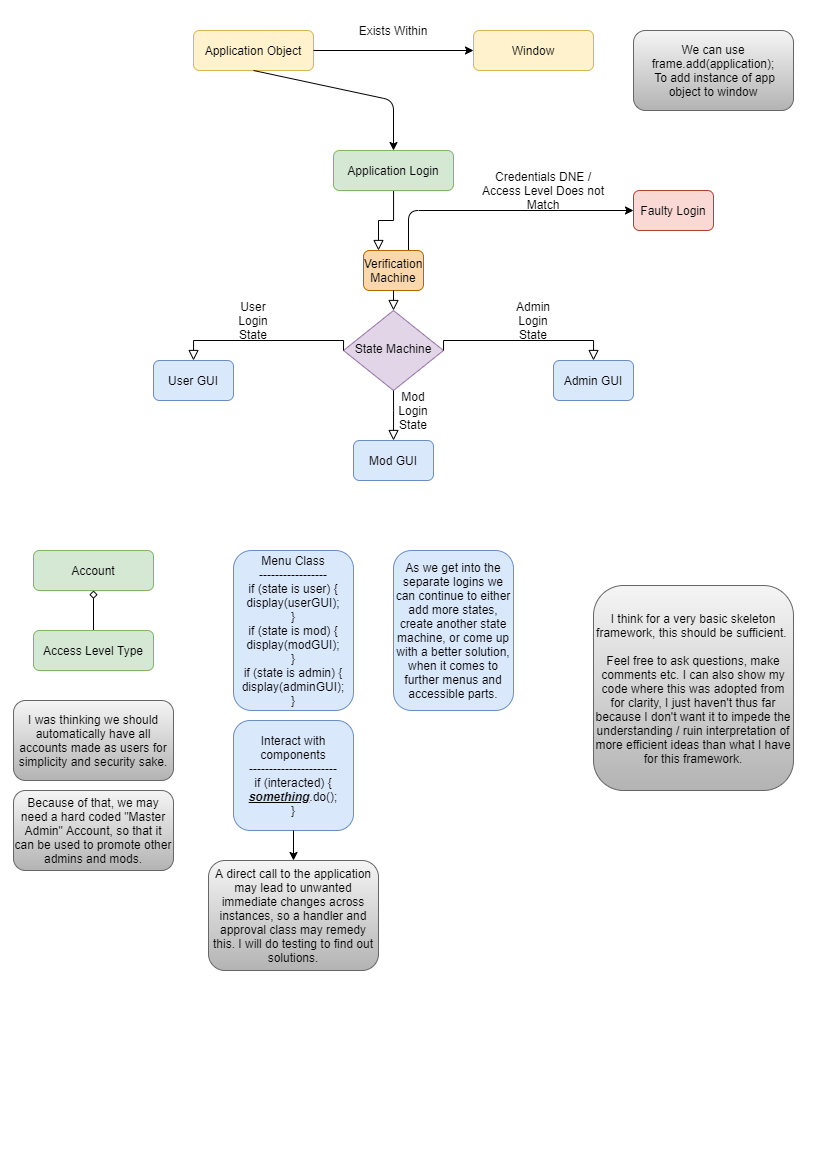 Exists Within
Application Object
Window
We can use
frame.add(application);
To add instance of app
object to window
Application Login
Credentials DNE /
Access Level Does not
Match
Faulty Login
Verification
Machine
User
Login
State
Admin
Login
State
State Machine
User GUI
Admin GUI
Mod
Login
State
Mod GUI
Account
Access Level Type
I was thinking we should
automatically have all
accounts made as users for
simplicity and security sake.
Because of that, we may
need a hard coded "Master
Admin" Account, so that it
can be used to promote other
admins and mods.
Menu Class
-----------------
if (state is user) {
display(userGUI);
}
if (state is mod) {
display(modGUI);
}
if (state is admin) {
display(adminGUI);
}
Interact with
components
----------------------
if (interacted) {
something.do();
}
A direct call to the application
may lead to unwanted
immediate changes across
instances, so a handler and
approval class may remedy
this. I will do testing to find out
solutions.
As we get into the
separate logins we
can continue to either
add more states,
create another state
machine, or come up
with a better solution,
when it comes to
further menus and
accessible parts.
I think for a very basic skeleton
framework, this should be sufficient.
Feel free to ask questions, make
comments etc. I can also show my
code where this was adopted from
for clarity, I just haven't thus far
because I don't want it to impede the
understanding / ruin interpretation of
more efficient ideas than what I have
for this framework.